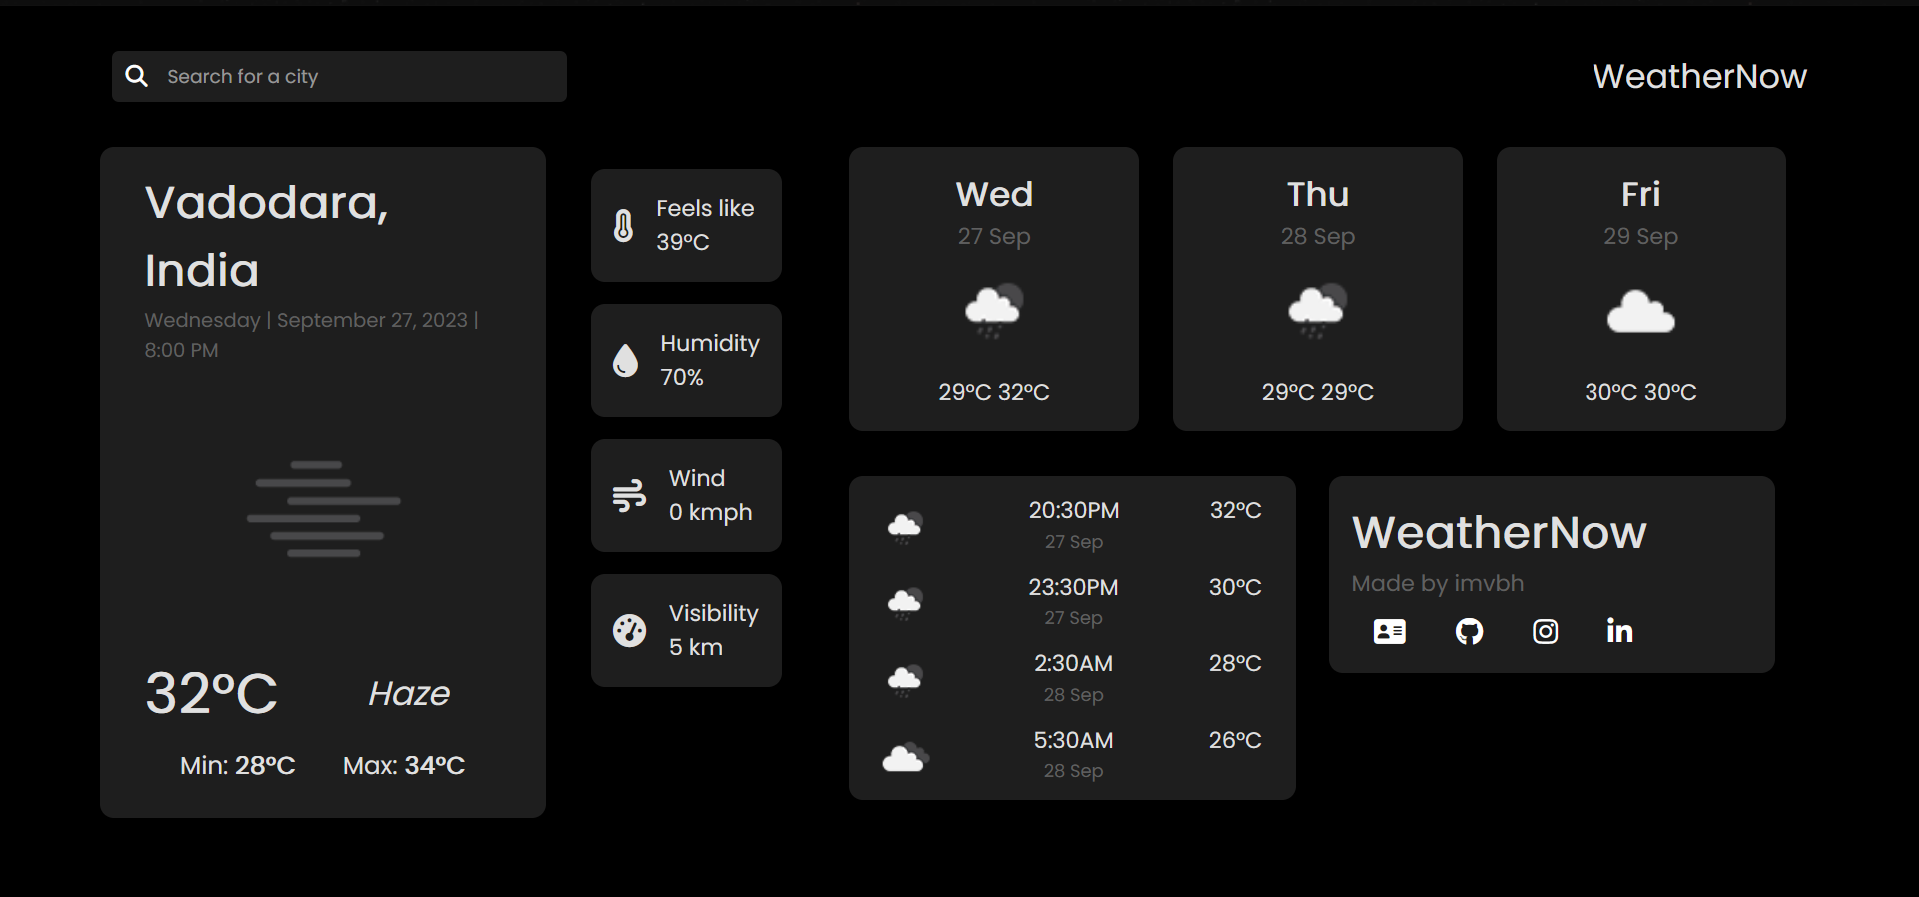 Search for a city
WeatherNow
Vadodara,
India
Wednesday | September 27, 2023 |
8:00 PM
32°C
Haze
Min: 28°C
Max: 34°C
Feels like
39°C
Humidity
70%
Wind
0 kmph
Visibility
5 km
Wed
27 Sep
29°C 32°C
Thu
28 Sep
29°C 29°C
Fri
29 Sep
30°C 30°C
20:30PM 32°C
27 Sep
23:30PM 30°C
27 Sep
2:30AM 28°C
28 Sep
5:30AM 26°C
28 Sep
WeatherNow
Made by imvbh